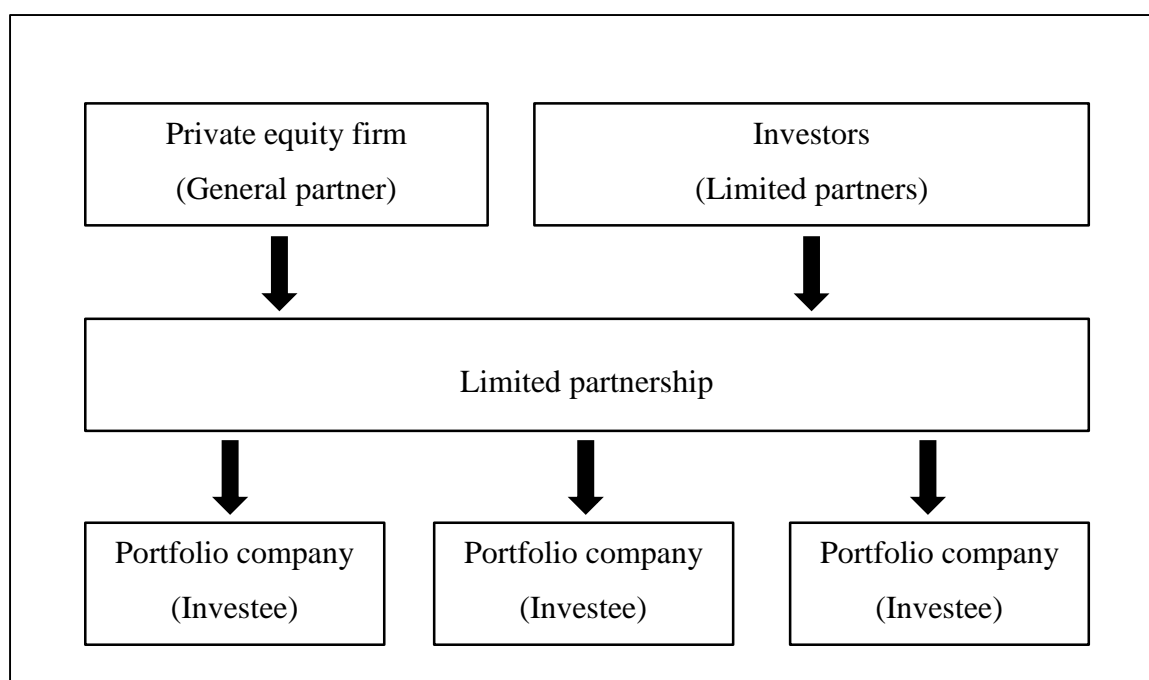 Private equity firm
(General partner)
Investors
(Limited partners)
Limited partnership
Portfolio company
(Investee)
Portfolio company
(Investee)
Portfolio company
(Investee)